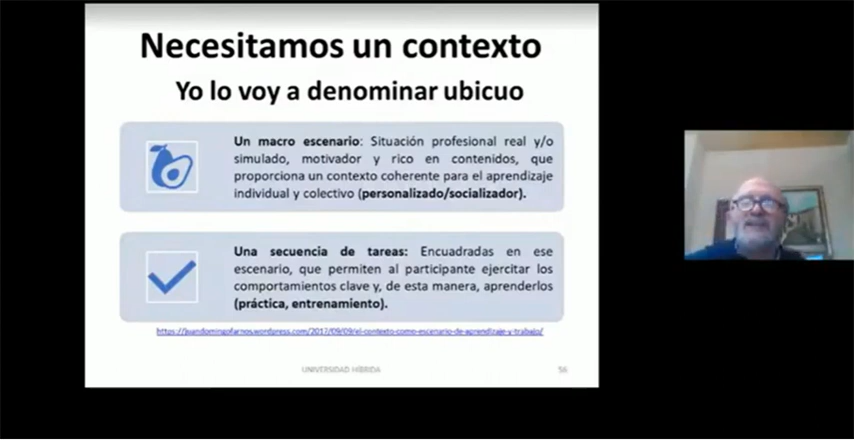 Necesitamos un contexto
Yo lo voy a denominar ubicuo
Un macro escenario: Situación profesional real y/o
simulado, motivador y rico en contenidos, que
proporciona un contexto coherente para el aprendizaje
individual y colectivo (personalizado/socializador).
Una secuencia de tareas: Encuadradas en ese
escenario, que permiten al participante ejercitar los
comportamientos clave y, de esta manera, aprenderlos
(práctica, entrenamiento).
https://juandomingofarnos.wordpress.com/2017/09/09/el-contexto-como-escenario-de-aprendizaje-y-trabajo/
UNIVERSIDAD HÍBRIDA
56